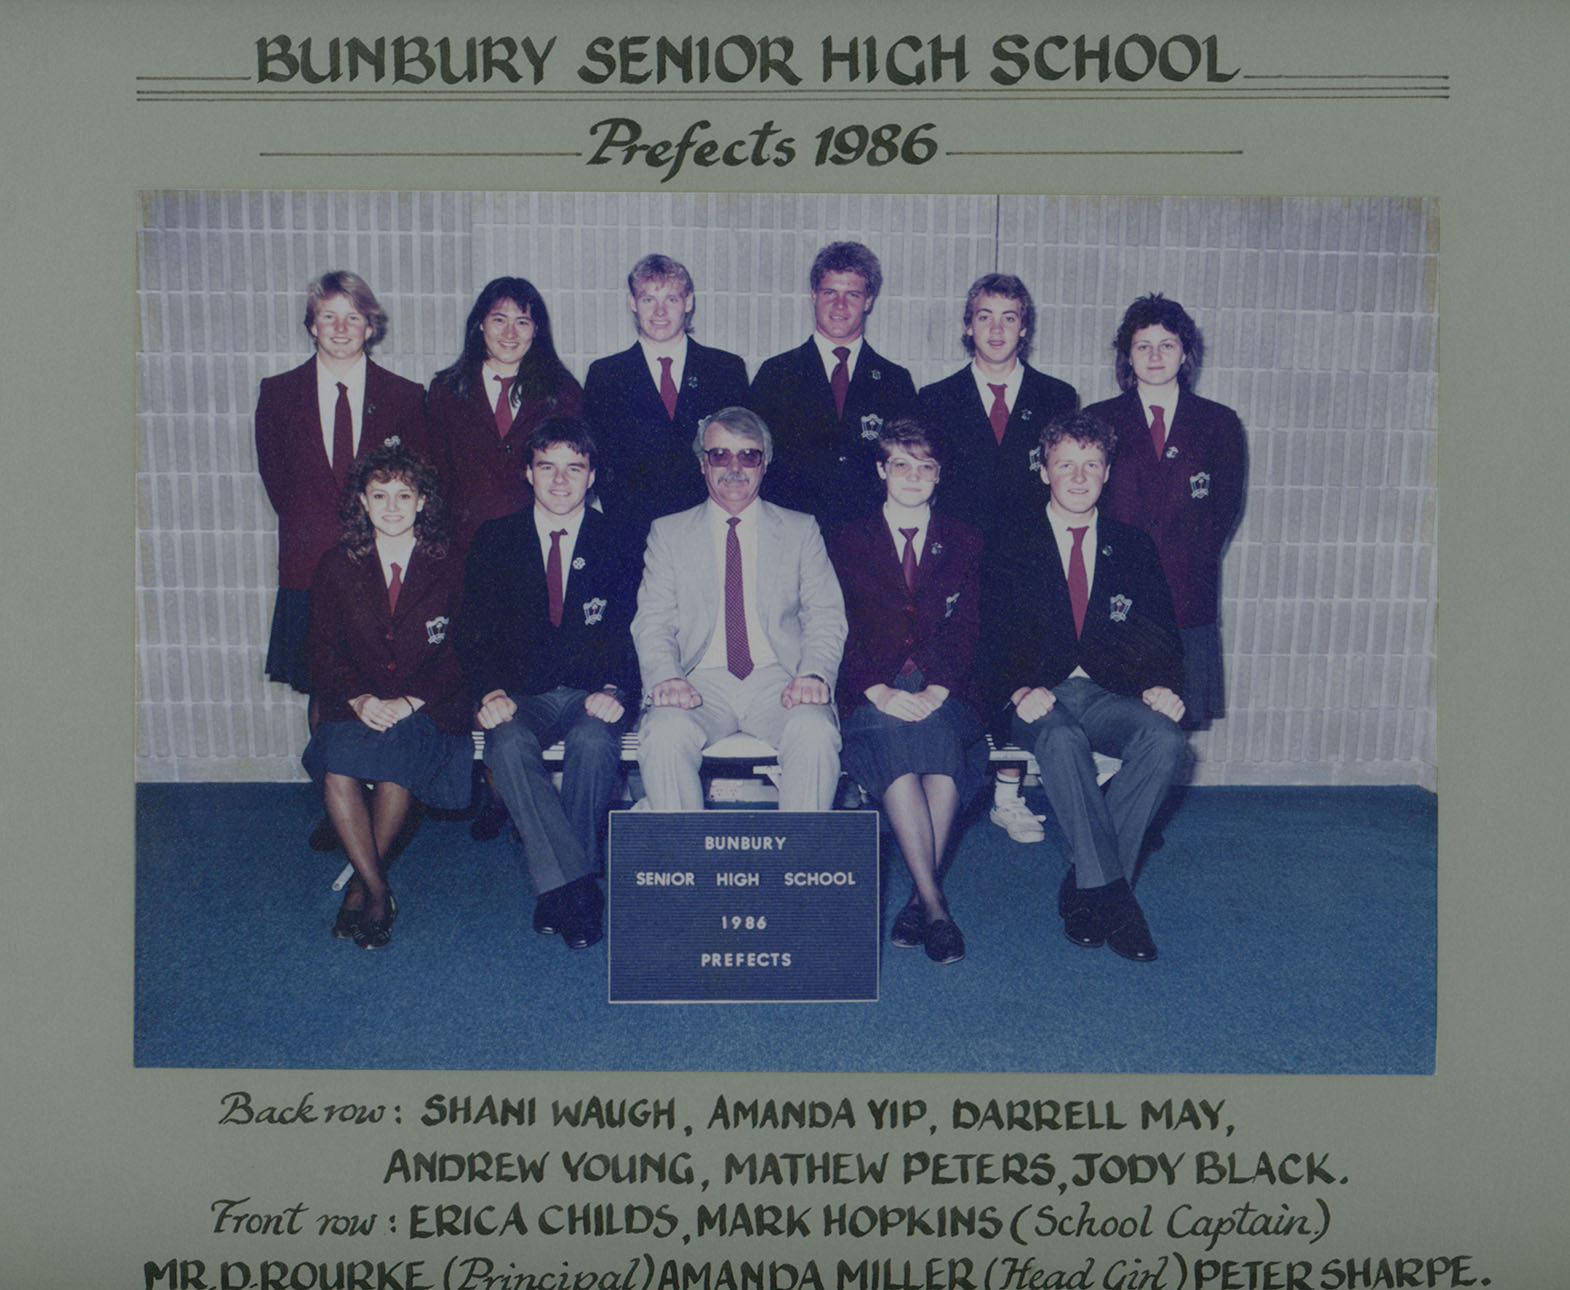 BUNBURY SENIOR HIGH SCHOOL
Prefects 1986
BUNBURY
SENIOR HIGH SCHOOL
1986
PREFECTS
Back row: SHANI WAUGH, AMANDA YIP, DARRELL MAY,
ANDREW YOUNG, MATHEW PETERS, JODY BLACK.
Front row: ERICA CHILDS, MARK HOPKINS (School Captain)
MR. D. ROURKE (Principal) AMANDA MILLER (Head Girl) PETER SHARPE.